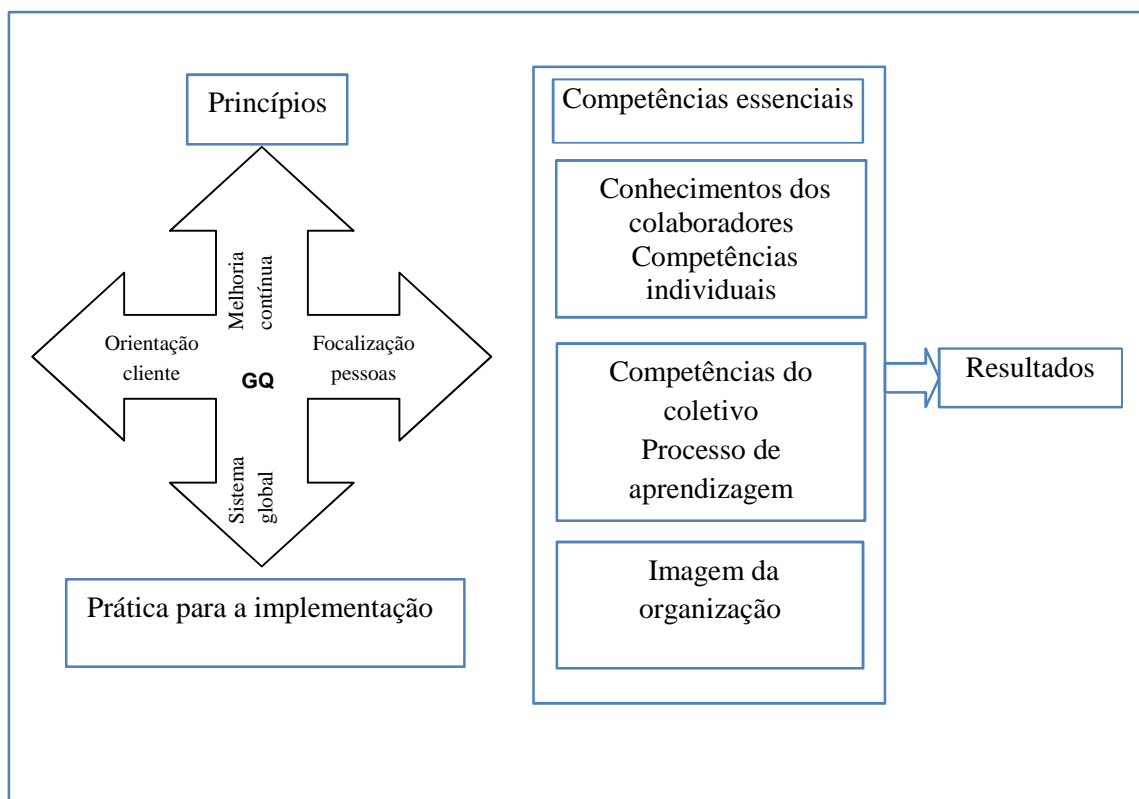 Princípios
Melhoria
contínua
Orientação
cliente
GQ
Focalização
pessoas
Sistema
global
Prática para a implementação
Competências essenciais
Conhecimentos dos
colaboradores
Competências
individuais
Competências do
coletivo
Processo de
aprendizagem
Imagem da
organização
Resultados